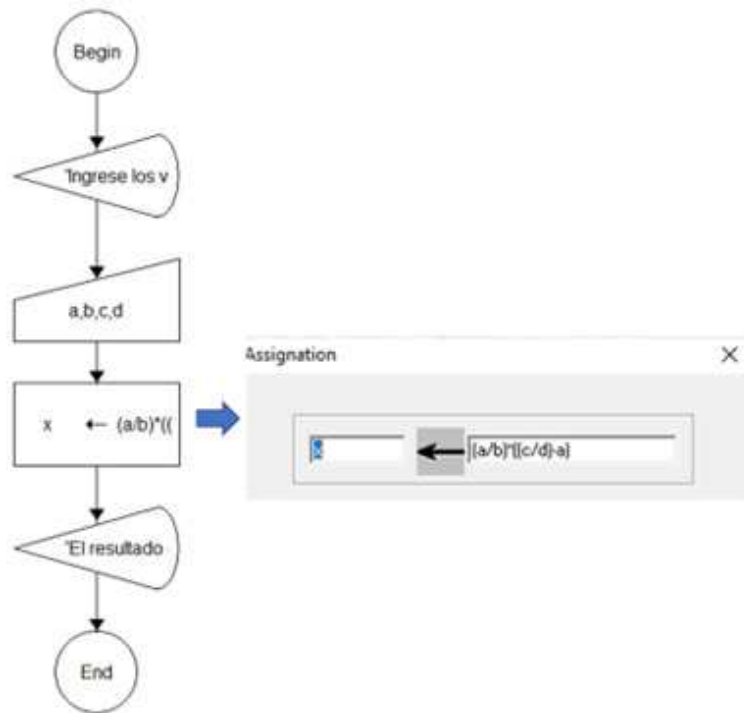 Begin
"Ingrese los v
a,b,c,d
x ← (a/b)*((
Assignation
x ← (a/b)*((c/d)-a)
"El resultado
End